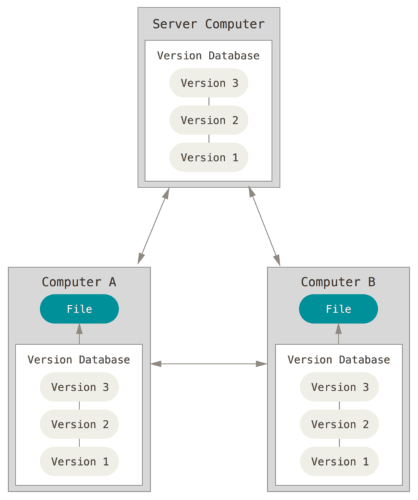 Server Computer
Version Database
Version 3
Version 2
Version 1
Computer A
File
Version Database
Version 3
Version 2
Version 1
Computer B
File
Version Database
Version 3
Version 2
Version 1